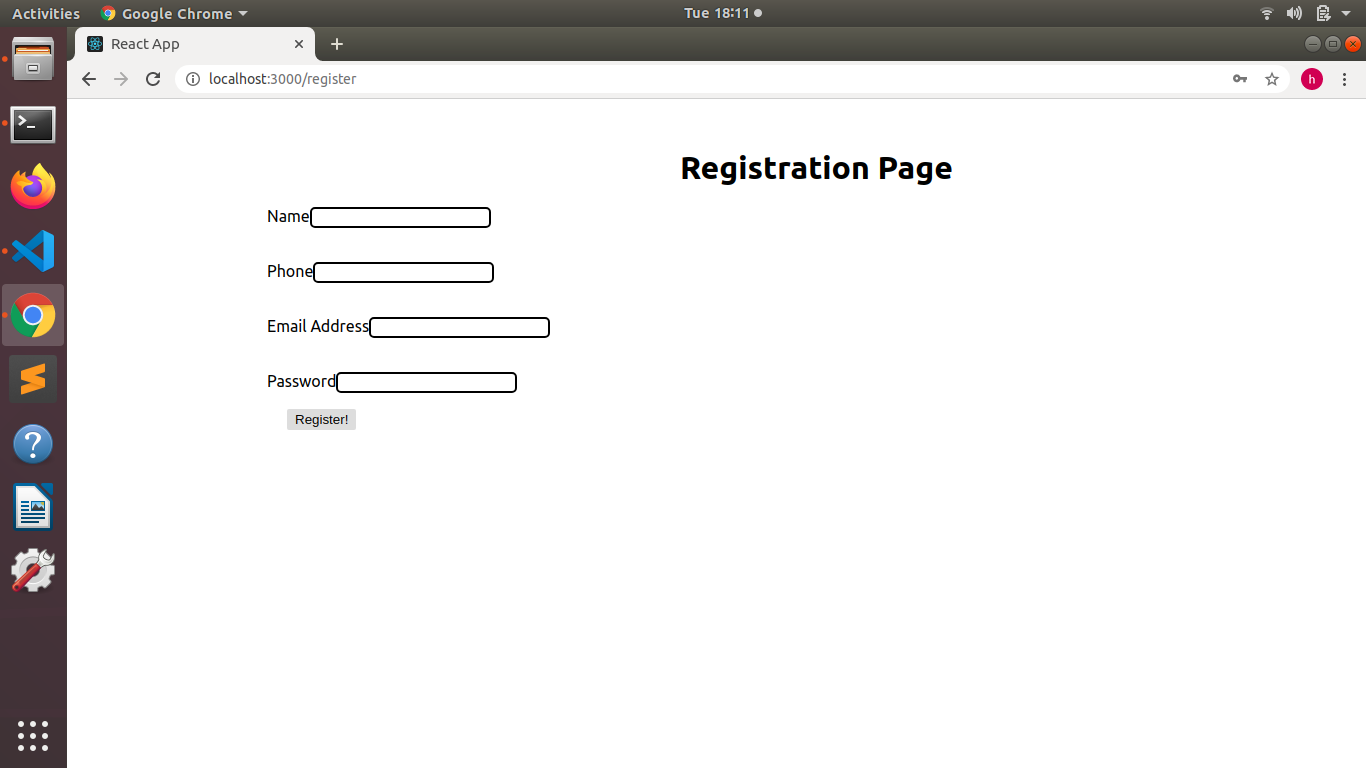 Activities Google Chrome Tue 18:11
React App
localhost:3000/register h
Registration Page
Name
Phone
Email Address
Password
Register!